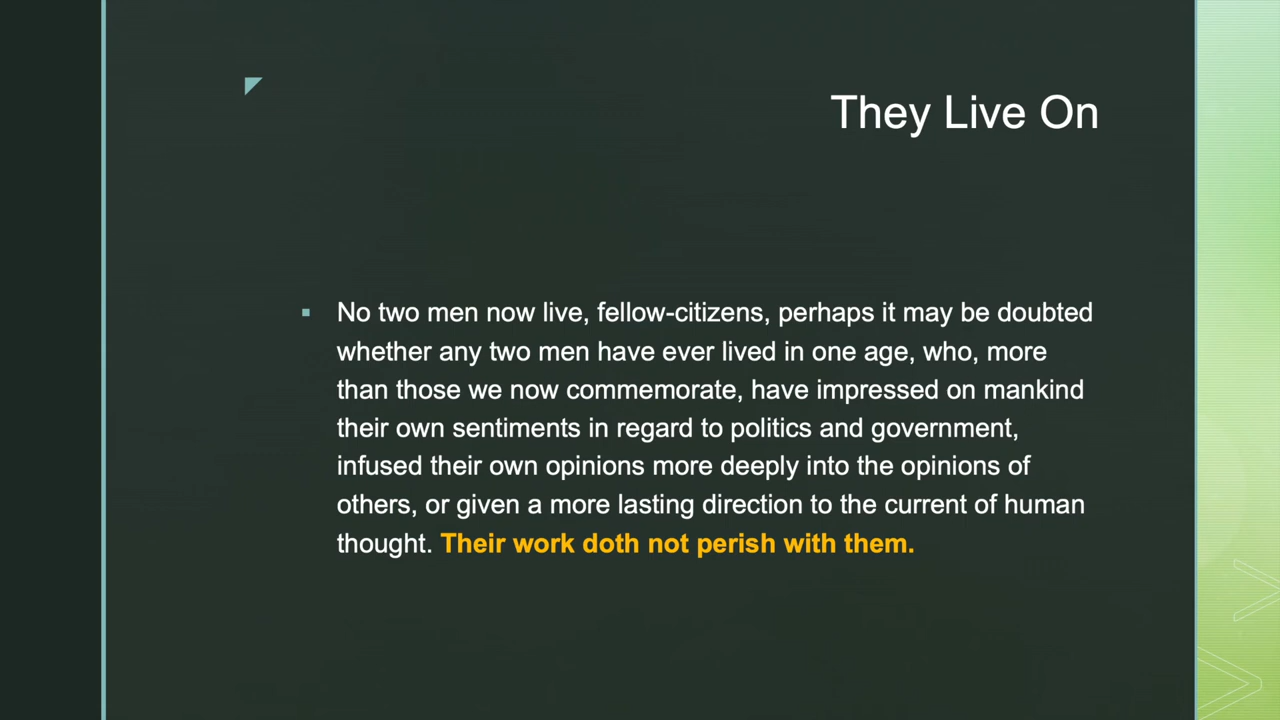 They Live On
No two men now live, fellow-citizens, perhaps it may be doubted
whether any two men have ever lived in one age, who, more
than those we now commemorate, have impressed on mankind
their own sentiments in regard to politics and government,
infused their own opinions more deeply into the opinions of
others, or given a more lasting direction to the current of human
thought. Their work doth not perish with them.